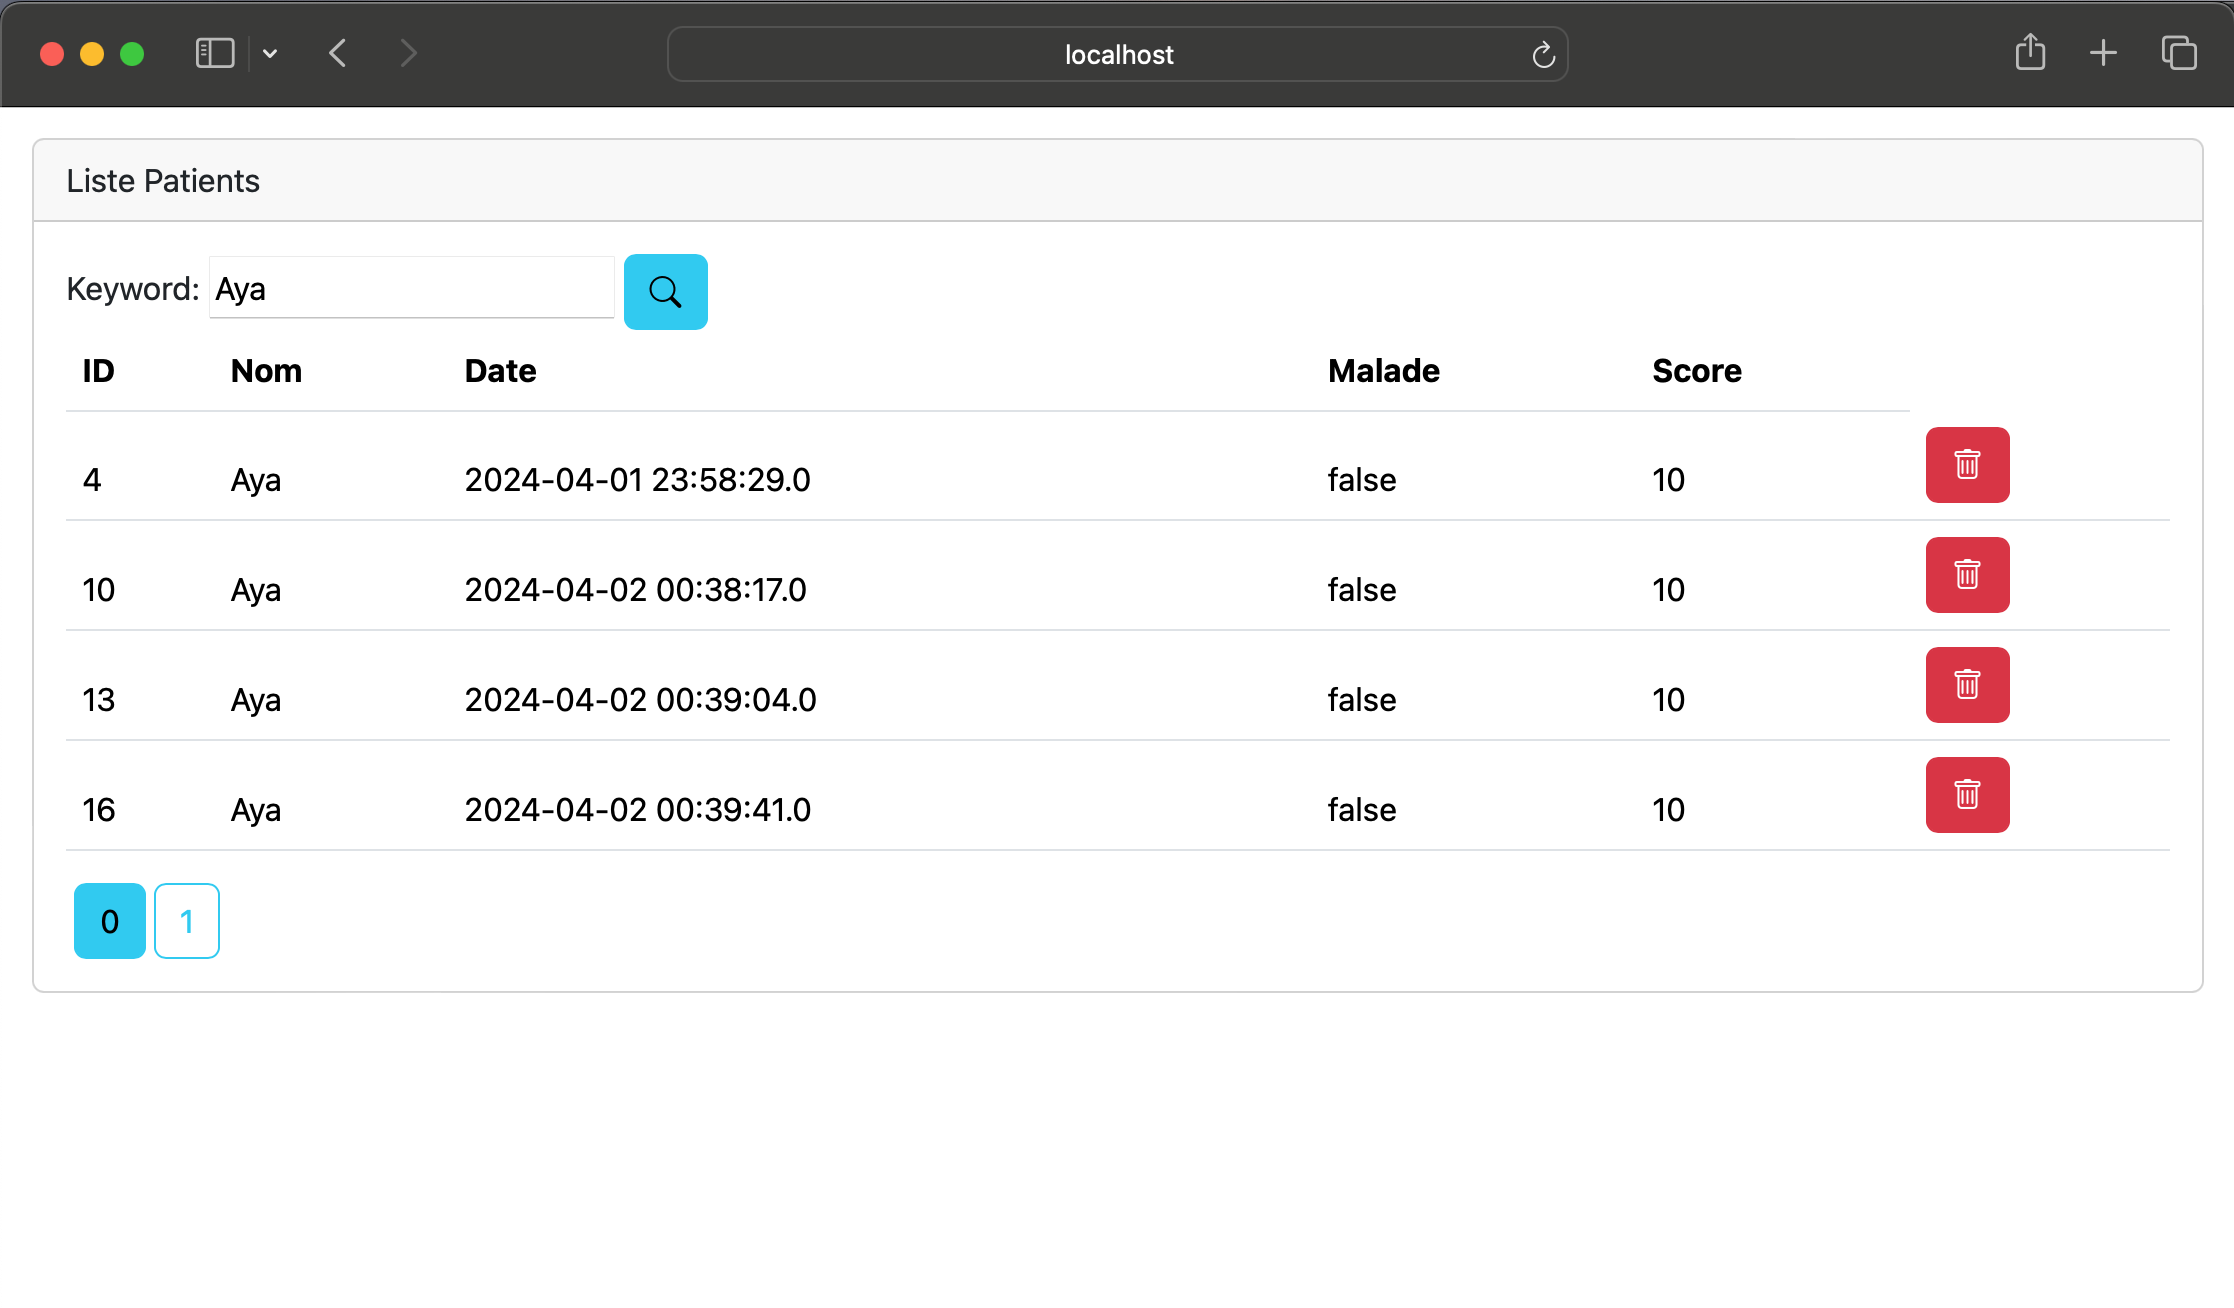 localhost
Liste Patients
Keyword: Aya
ID Nom Date Malade Score
4 Aya 2024-04-01 23:58:29.0 false 10
10 Aya 2024-04-02 00:38:17.0 false 10
13 Aya 2024-04-02 00:39:04.0 false 10
16 Aya 2024-04-02 00:39:41.0 false 10
0 1